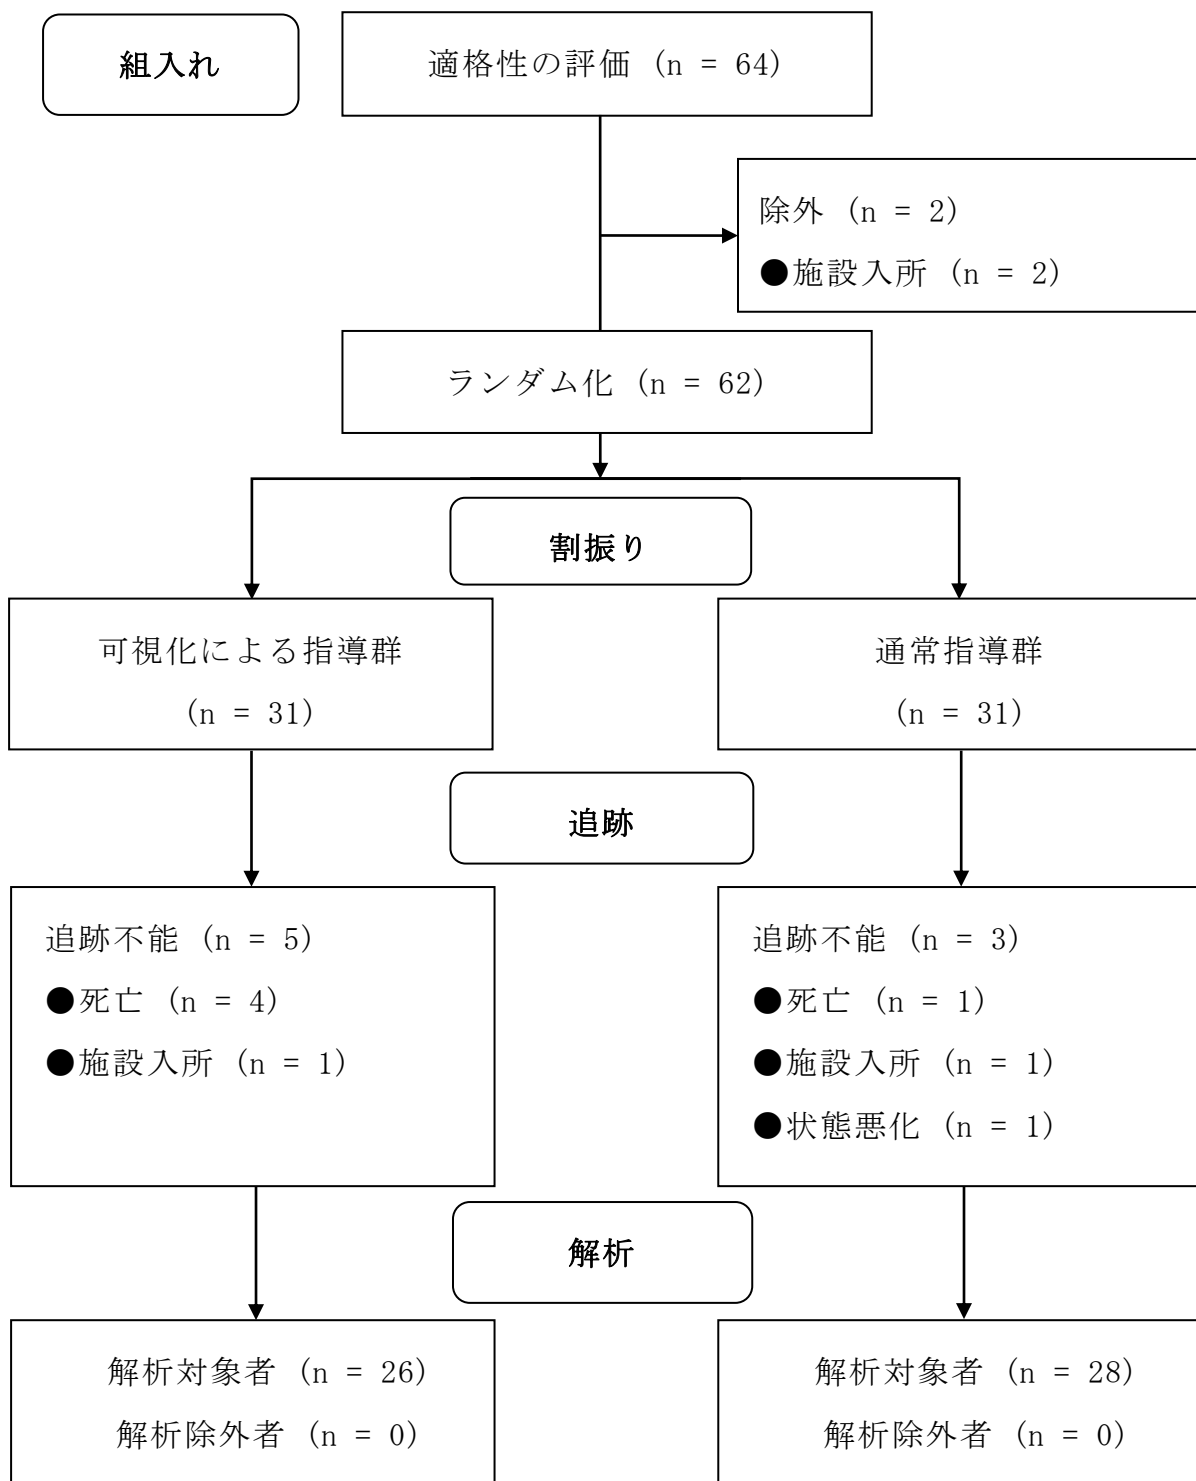 組入れ
適格性の評価 (n = 64)
除外 (n = 2)
●施設入所 (n = 2)
ランダム化 (n = 62)
割振り
可視化による指導群
(n = 31)
通常指導群
(n = 31)
追跡
追跡不能 (n = 5)
●死亡 (n = 4)
●施設入所 (n = 1)
追跡不能 (n = 3)
●死亡 (n = 1)
●施設入所 (n = 1)
●状態悪化 (n = 1)
解析
解析対象者 (n = 26)
解析除外者 (n = 0)
解析対象者 (n = 28)
解析除外者 (n = 0)